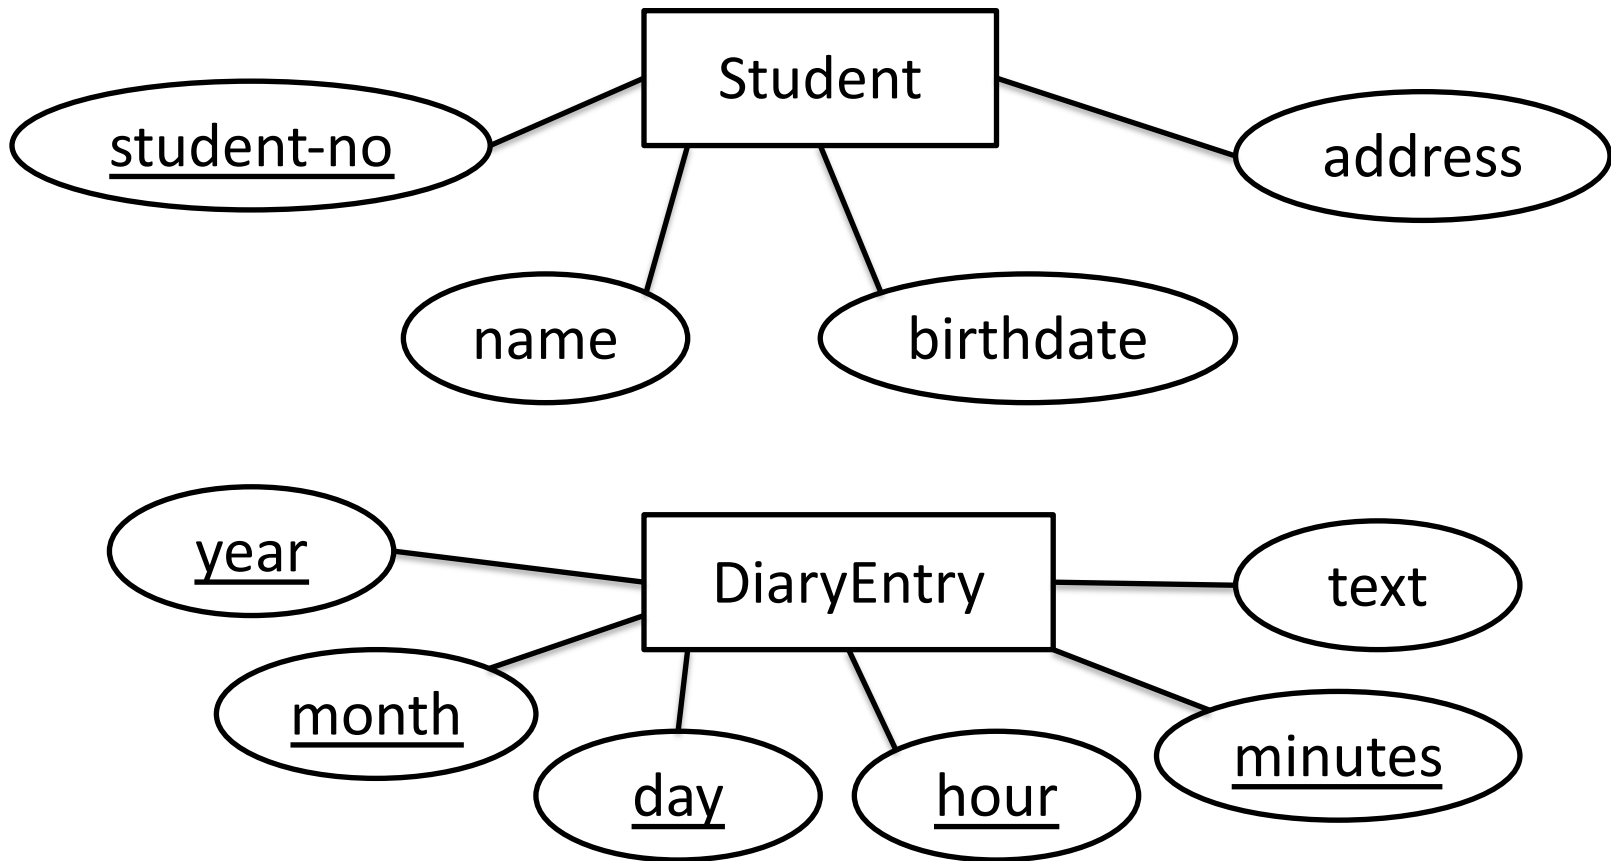 Student
student-no
address
name
birthdate
year
DiaryEntry
text
month
minutes
day
hour